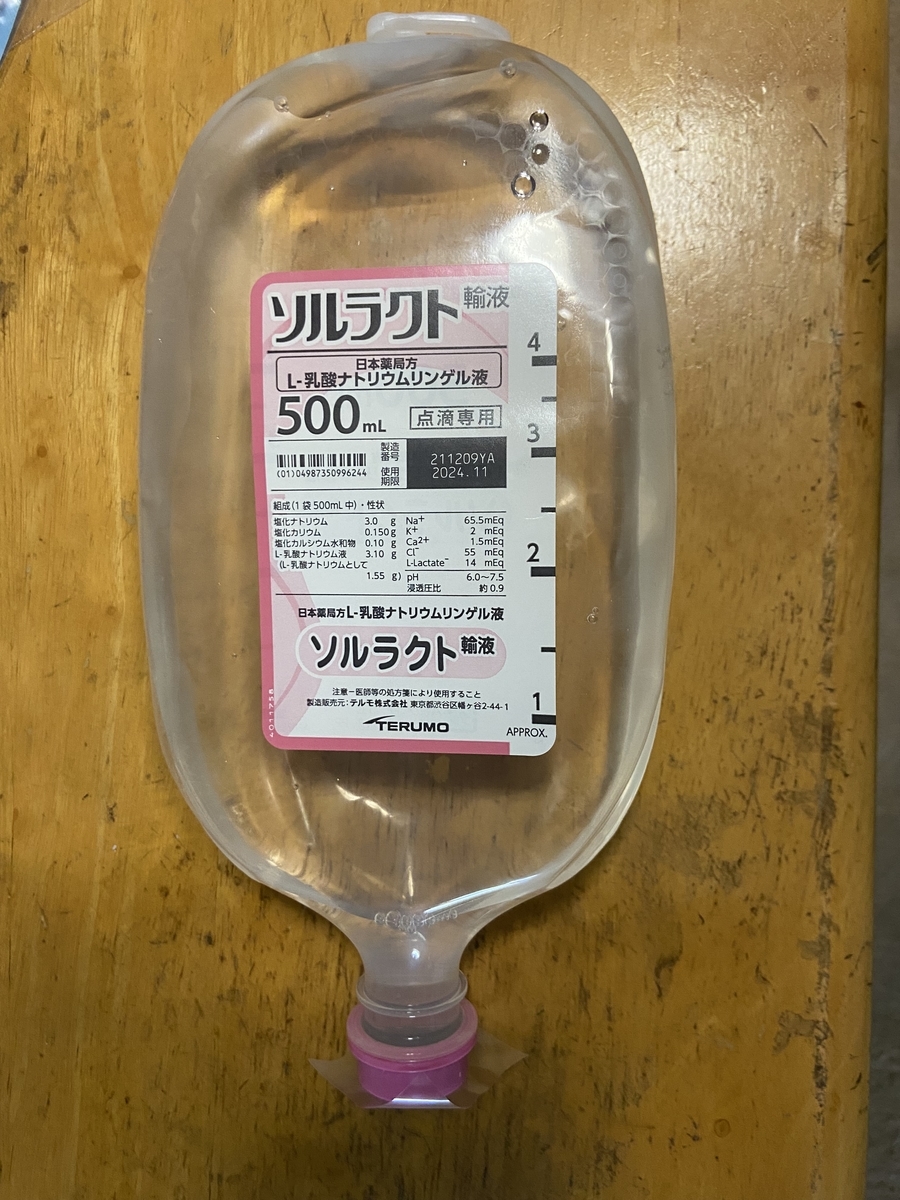 ソルラクト輸液
日本薬局方
L-乳酸ナトリウムリンゲル液
500mL 点滴専用
(01)04987350996244
製造番号 211209YA
使用期限 2024.11
組成(1袋500mL中)・性状
塩化ナトリウム 3.0 g
塩化カリウム 0.150g
塩化カルシウム水和物 0.10 g
L-乳酸ナトリウム液 3.10 g
(L-乳酸ナトリウムとして
1.55 g)
Na⁺ 65.5mEq
K⁺ 2 mEq
Ca²⁺ 1.5mEq
Cl⁻ 55 mEq
L-Lactate⁻ 14 mEq
pH 6.0〜7.5
浸透圧比 約0.9
日本薬局方L-乳酸ナトリウムリンゲル液
ソルラクト輸液
注意−医師等の処方箋により使用すること
製造販売元:テルモ株式会社 東京都渋谷区幡ヶ谷2-44-1
TERUMO
4
3
2
1
APPROX.